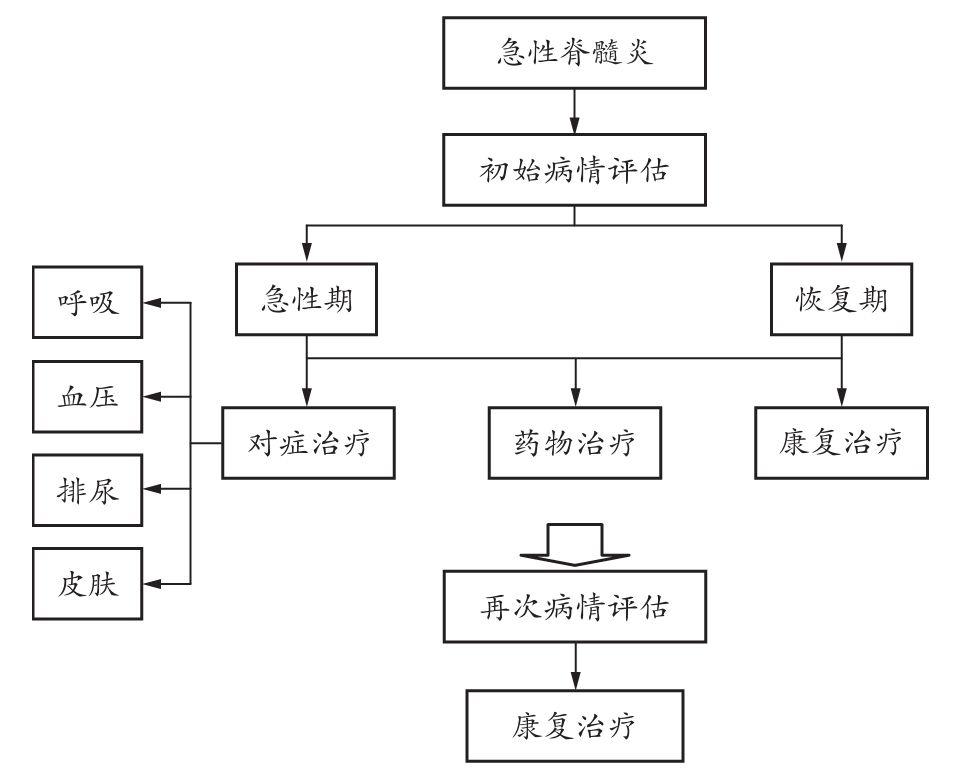 急性脊髓炎
初始病情评估
急性期
恢复期
呼吸
血压
排尿
皮肤
对症治疗
药物治疗
康复治疗
再次病情评估
康复治疗